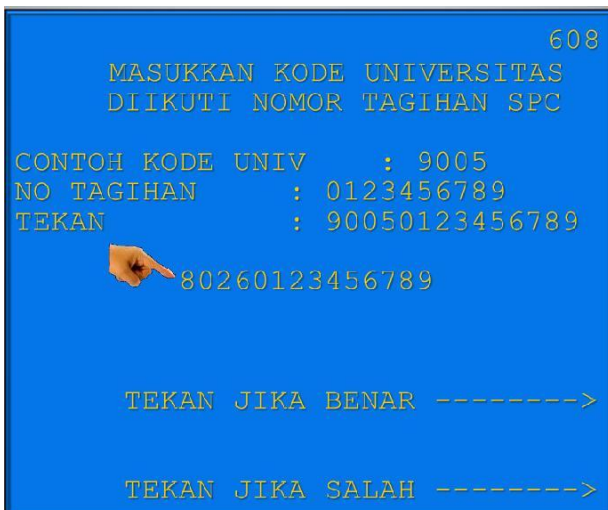 608
MASUKKAN KODE UNIVERSITAS
DIIKUTI NOMOR TAGIHAN SPC
CONTOH KODE UNIV : 9005
NO TAGIHAN : 0123456789
TEKAN : 90050123456789
80260123456789
TEKAN JIKA BENAR -------->
TEKAN JIKA SALAH -------->